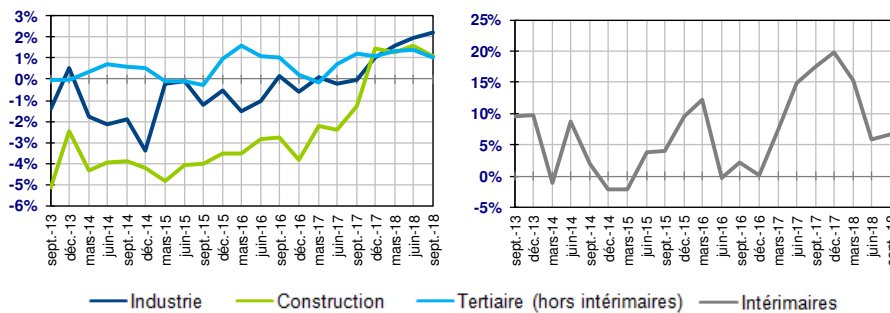 3%
2%
1%
0%
-1%
-2%
-3%
-4%
-5%
-6%
sept.-13
déc.-13
mars-14
juin-14
sept.-14
déc.-14
mars-15
juin-15
sept.-15
déc.-15
mars-16
juin-16
sept.-16
déc.-16
mars-17
juin-17
sept.-17
déc.-17
mars-18
juin-18
sept.-18
25%
20%
15%
10%
5%
0%
-5%
sept.-13
déc.-13
mars-14
juin-14
sept.-14
déc.-14
mars-15
juin-15
sept.-15
déc.-15
mars-16
juin-16
sept.-16
déc.-16
mars-17
juin-17
sept.-17
déc.-17
mars-18
juin-18
Industrie
Construction
Tertiaire (hors intérimaires)
Intérimaires